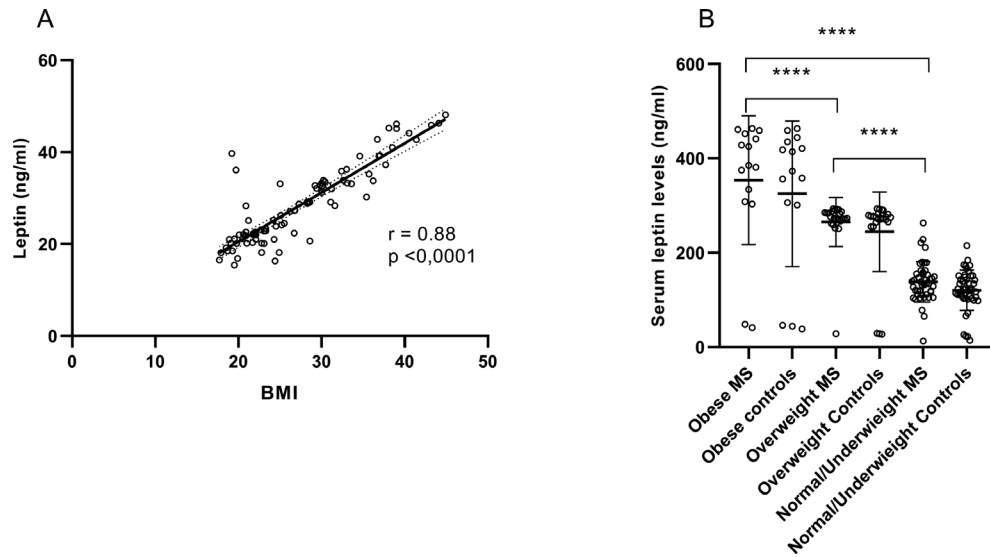 A
60
40
20
0
Leptin (ng/ml)
r = 0.88
p <0,0001
0
10
20
30
40
50
BMI
B
****
****
****
600
400
200
0
Serum leptin levels (ng/ml)
Obese MS
Obese controls
Overweight MS
Overweight Controls
Normal/Underwieight MS
Normal/Underwieight Controls